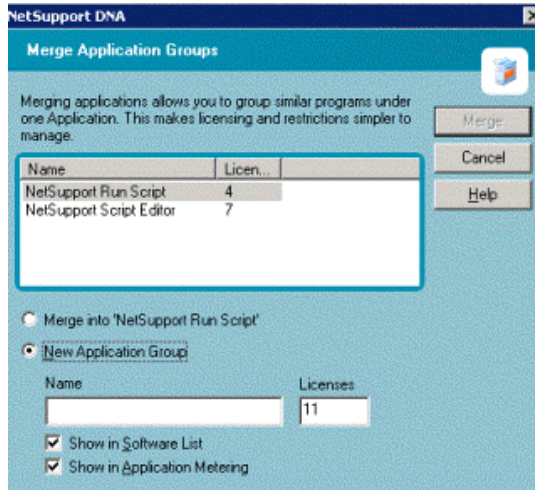 NetSupport DNA
Merge Application Groups
Merging applications allows you to group similar programs under
one Application. This makes licensing and restrictions simpler to
manage.
Merge
Cancel
Help
Name Licen...
NetSupport Run Script 4
NetSupport Script Editor 7
Merge into 'NetSupport Run Script'
New Application Group
Name Licenses
11
Show in Software List
Show in Application Metering